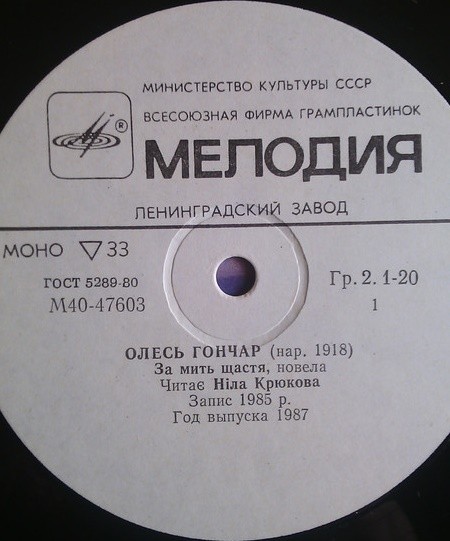 МИНИСТЕРСТВО КУЛЬТУРЫ СССР
ВСЕСОЮЗНАЯ ФИРМА ГРАМПЛАСТИНОК
®
МЕЛОДИЯ
ЛЕНИНГРАДСКИЙ ЗАВОД
МОНО ▽ 33
ГОСТ 5289-80
М40-47603
Гр. 2. 1-20
1
ОЛЕСЬ ГОНЧАР (нар. 1918)
За мить щастя, новела
Читає Ніла Крюкова
Запис 1985 р.
Год выпуска 1987